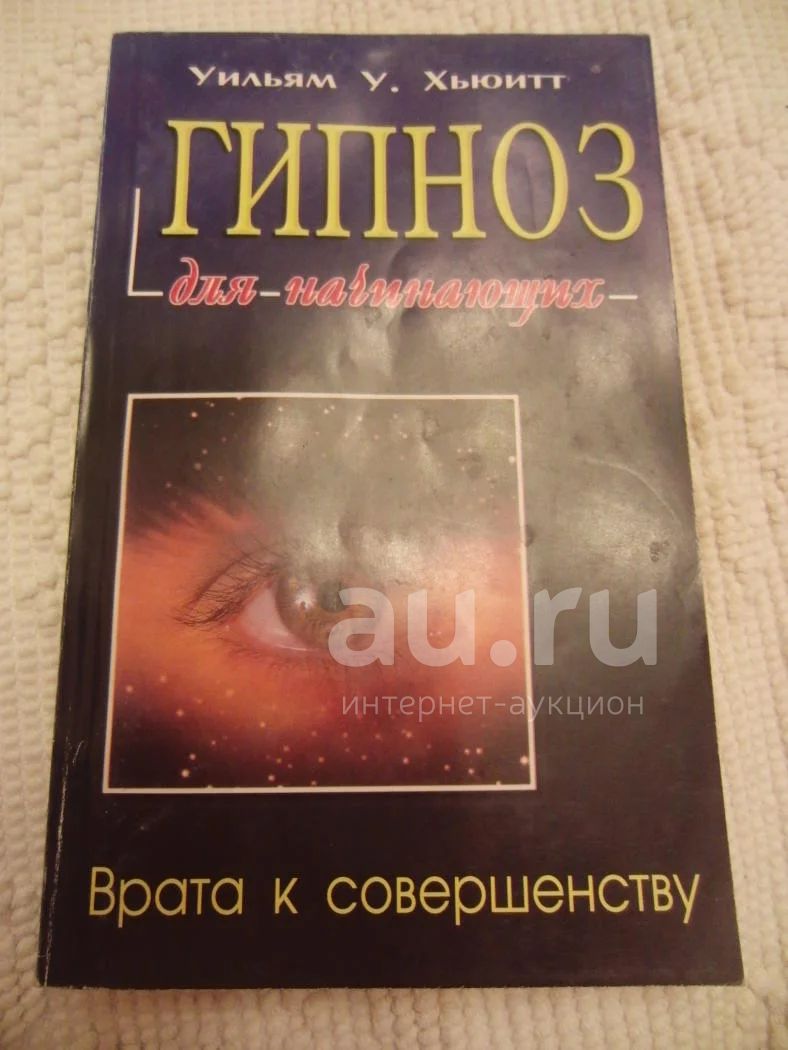 Уильям У. Хьюитт
ГИПНОЗ
для начинающих
au.ru
интернет-аукцион
Врата к совершенству